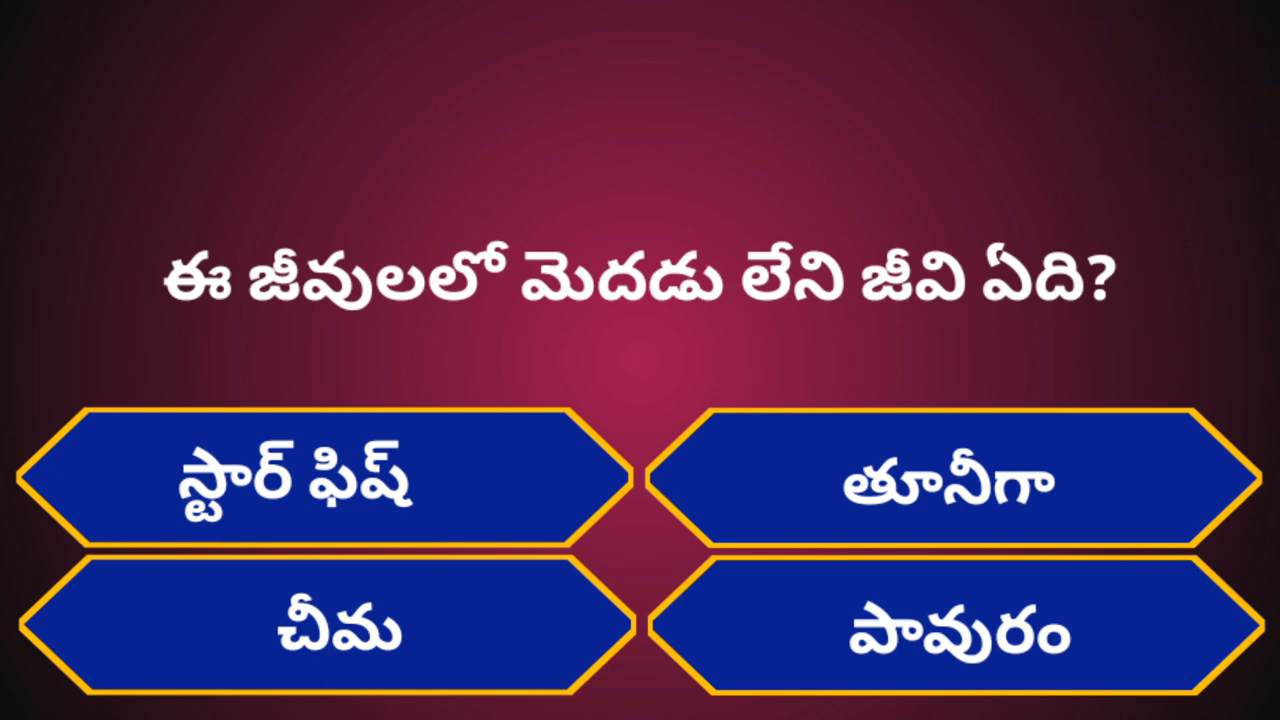 ఈ జీవులలో మెదడు లేని జీవి ఏది?
స్టార్ ఫిష్
తూనీగా
చీమ
పావురం